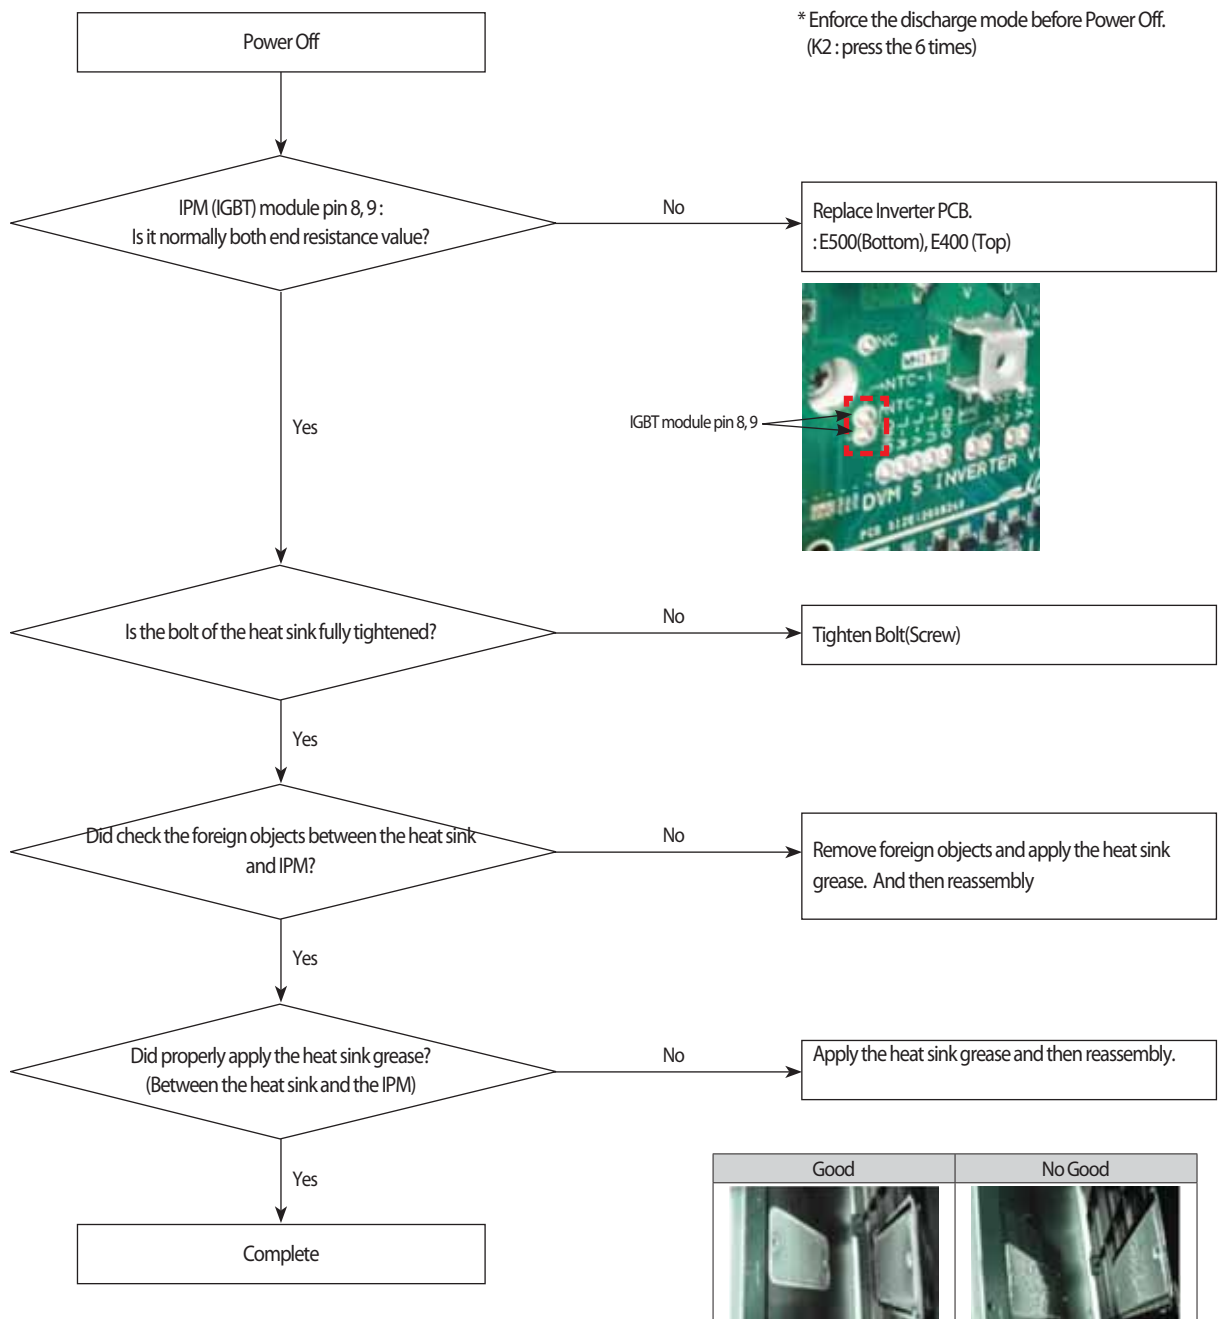 Power Off
* Enforce the discharge mode before Power Off.
(K2 : press the 6 times)
IPM (IGBT) module pin 8, 9 :
Is it normally both end resistance value?
No
Replace Inverter PCB.
: E500(Bottom), E400 (Top)
NC
V
WHITE
NTC-1
NTC-2
GND
DVM S INVERTER
IGBT module pin 8, 9
Yes
Is the bolt of the heat sink fully tightened?
No
Tighten Bolt(Screw)
Yes
Did check the foreign objects between the heat sink
and IPM?
No
Remove foreign objects and apply the heat sink
grease. And then reassembly
Yes
Did properly apply the heat sink grease?
(Between the heat sink and the IPM)
No
Apply the heat sink grease and then reassembly.
Yes
Complete
Good
No Good